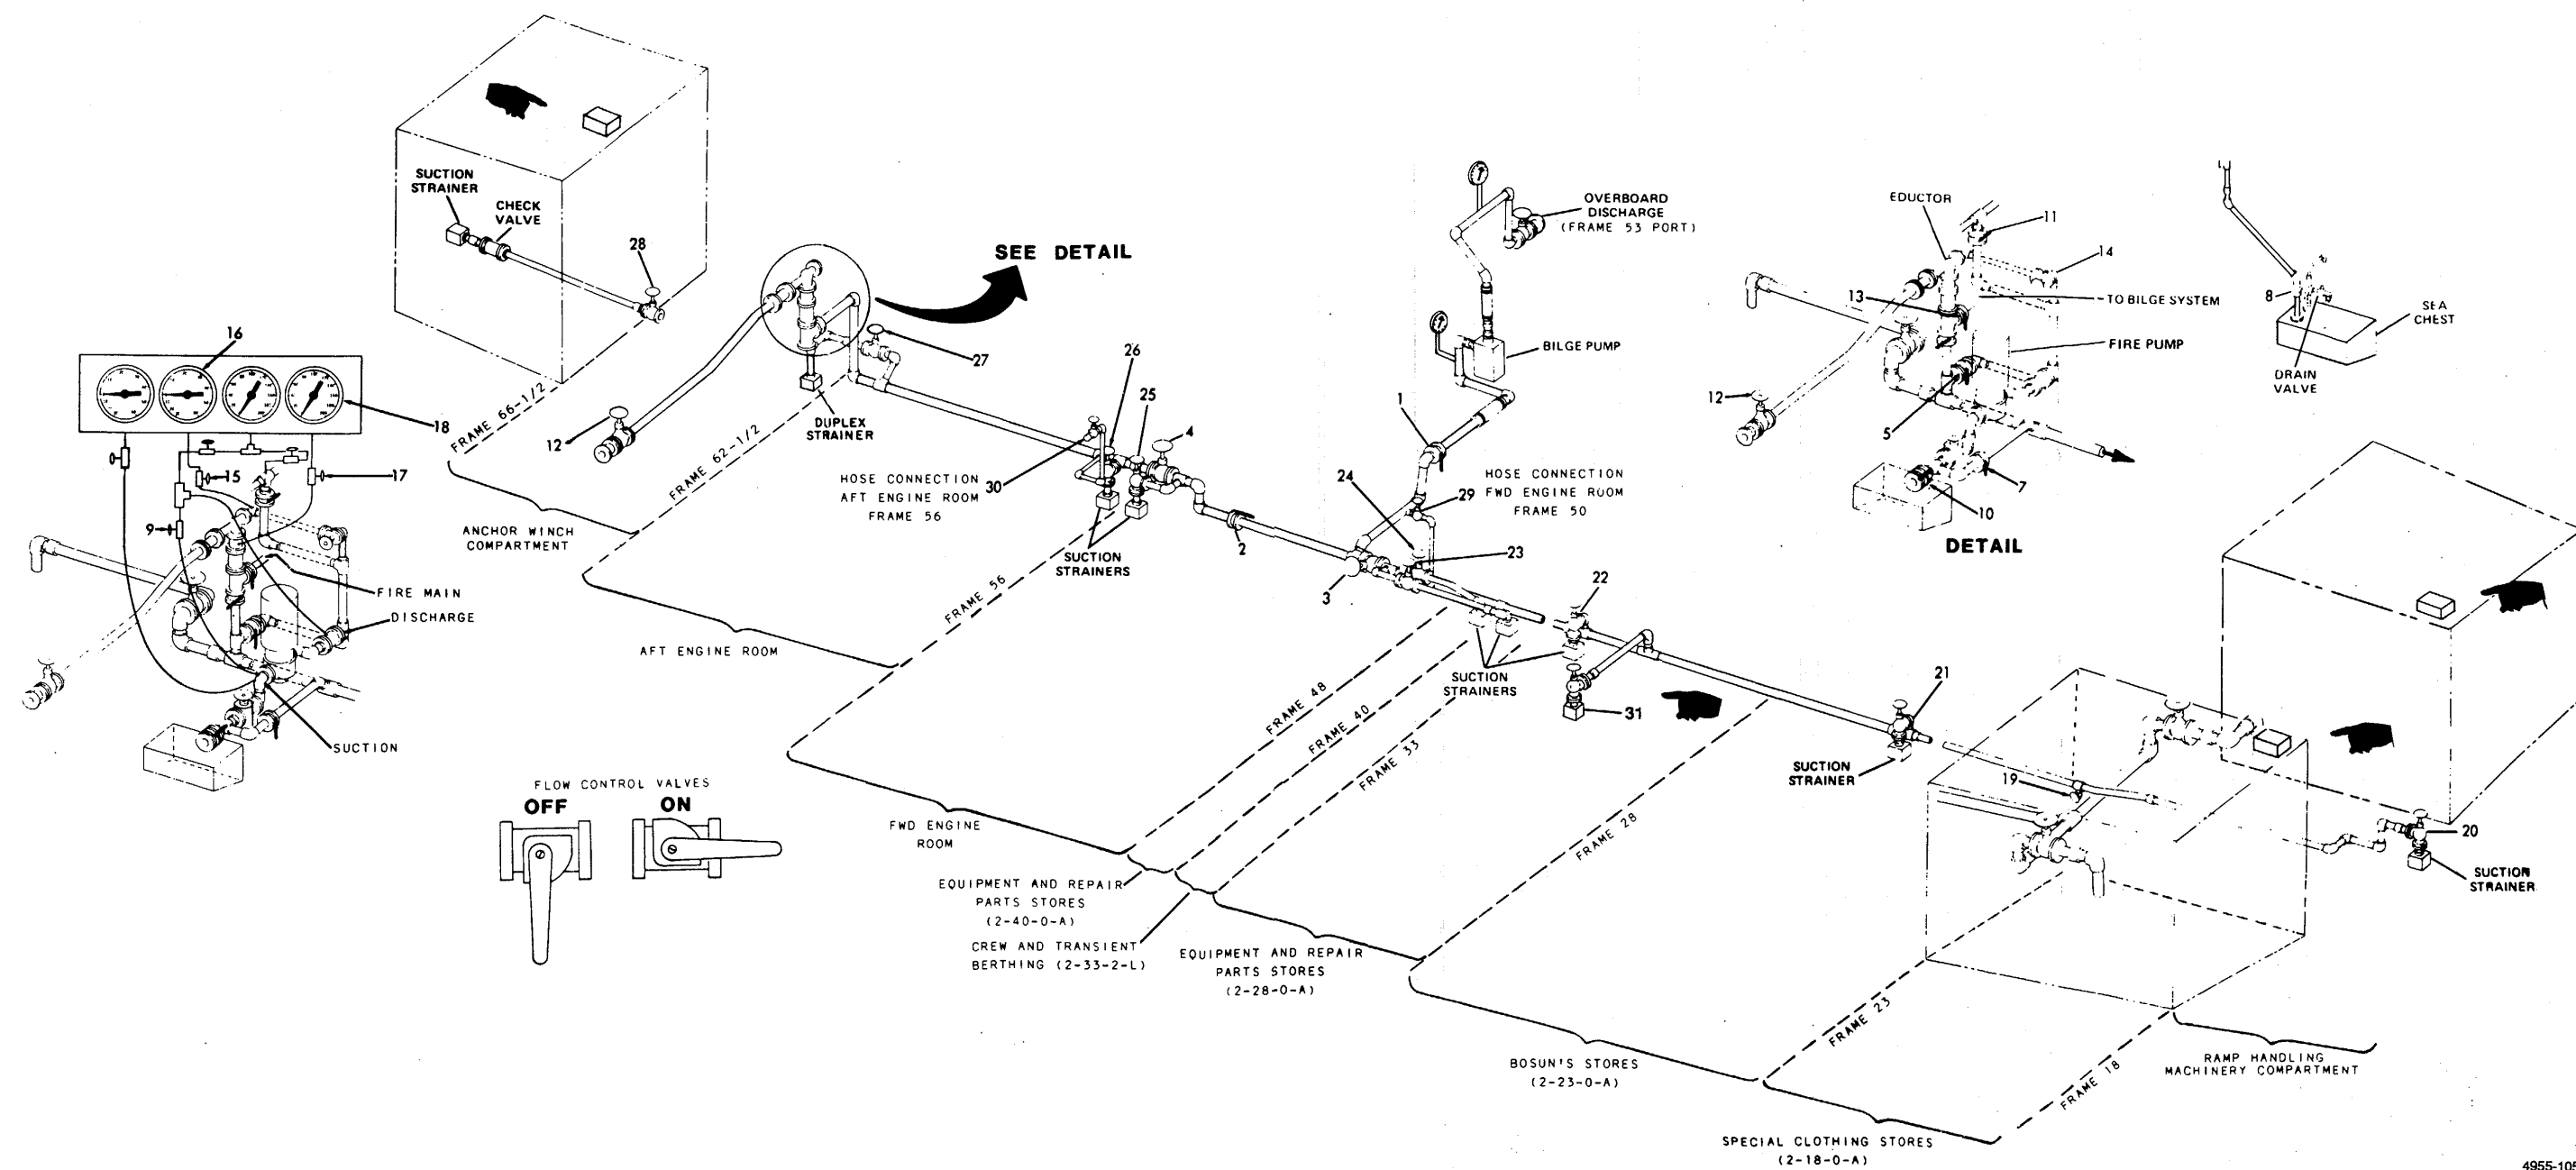 SUCTION
STRAINER
CHECK
VALVE
28
16
18
15
17
9
FIRE MAIN
DISCHARGE
SUCTION
FRAME 66-1/2
12
DUPLEX
STRAINER
SEE DETAIL
27
FRAME 62-1/2
ANCHOR WINCH
COMPARTMENT
HOSE CONNECTION
AFT ENGINE ROOM
FRAME 56
30
26
25
4
SUCTION
STRAINERS
2
FRAME 56
AFT ENGINE ROOM
OVERBOARD
DISCHARGE
(FRAME 53 PORT)
BILGE PUMP
1
24
29
HOSE CONNECTION
FWD ENGINE ROOM
FRAME 50
23
3
22
SUCTION
STRAINERS
31
FRAME 48
FRAME 40
FRAME 33
FRAME 28
FLOW CONTROL VALVES
OFF
ON
FWD ENGINE
ROOM
EQUIPMENT AND REPAIR
PARTS STORES
(2-40-0-A)
CREW AND TRANSIENT
BERTHING (2-33-2-L)
EQUIPMENT AND REPAIR
PARTS STORES
(2-28-0-A)
EDUCTOR
11
14
13
TO BILGE SYSTEM
FIRE PUMP
12
5
7
10
DETAIL
8
SEA
CHEST
DRAIN
VALVE
21
SUCTION
STRAINER
19
20
SUCTION
STRAINER
FRAME 23
FRAME 18
BOSUN'S STORES
(2-23-0-A)
RAMP HANDLING
MACHINERY COMPARTMENT
SPECIAL CLOTHING STORES
(2-18-0-A)